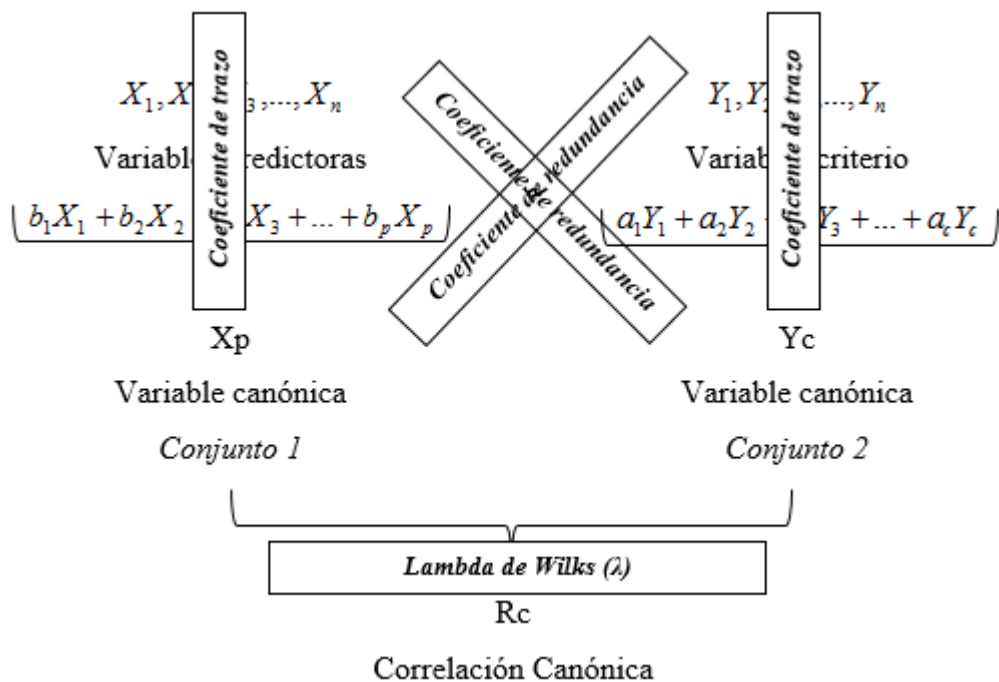 X₁, X ₃,..., Xₙ
Variable redictoras
b₁X₁ + b₂X₂ X₃ + ... + bₚXₚ
Coeficiente de trazo
Xp
Variable canónica
Conjunto 1
Coeficiente de redundancia
Coeficiente de redundancia
Y₁, Y₂ ,..., Yₙ
Variab criterio
a₁Y₁ + a₂Y₂ Y₃ + ... + a꜀Y꜀
Coeficiente de trazo
Yc
Variable canónica
Conjunto 2
Lambda de Wilks (λ)
Rc
Correlación Canónica